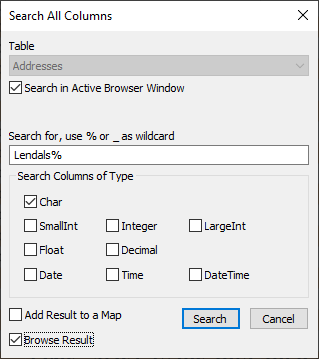 Search All Columns
Table
Addresses
Search in Active Browser Window
Search for, use % or _ as wildcard
Lendals%
Search Columns of Type
Char
SmallInt Integer LargeInt
Float Decimal
Date Time DateTime
Add Result to a Map Search Cancel
Browse Result